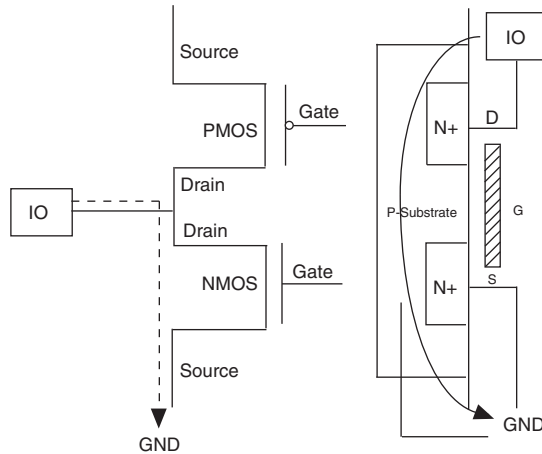 Source
PMOS
Gate
Drain
IO
Drain
NMOS
Gate
Source
GND
IO
N+
D
P-Substrate
G
N+
S
GND